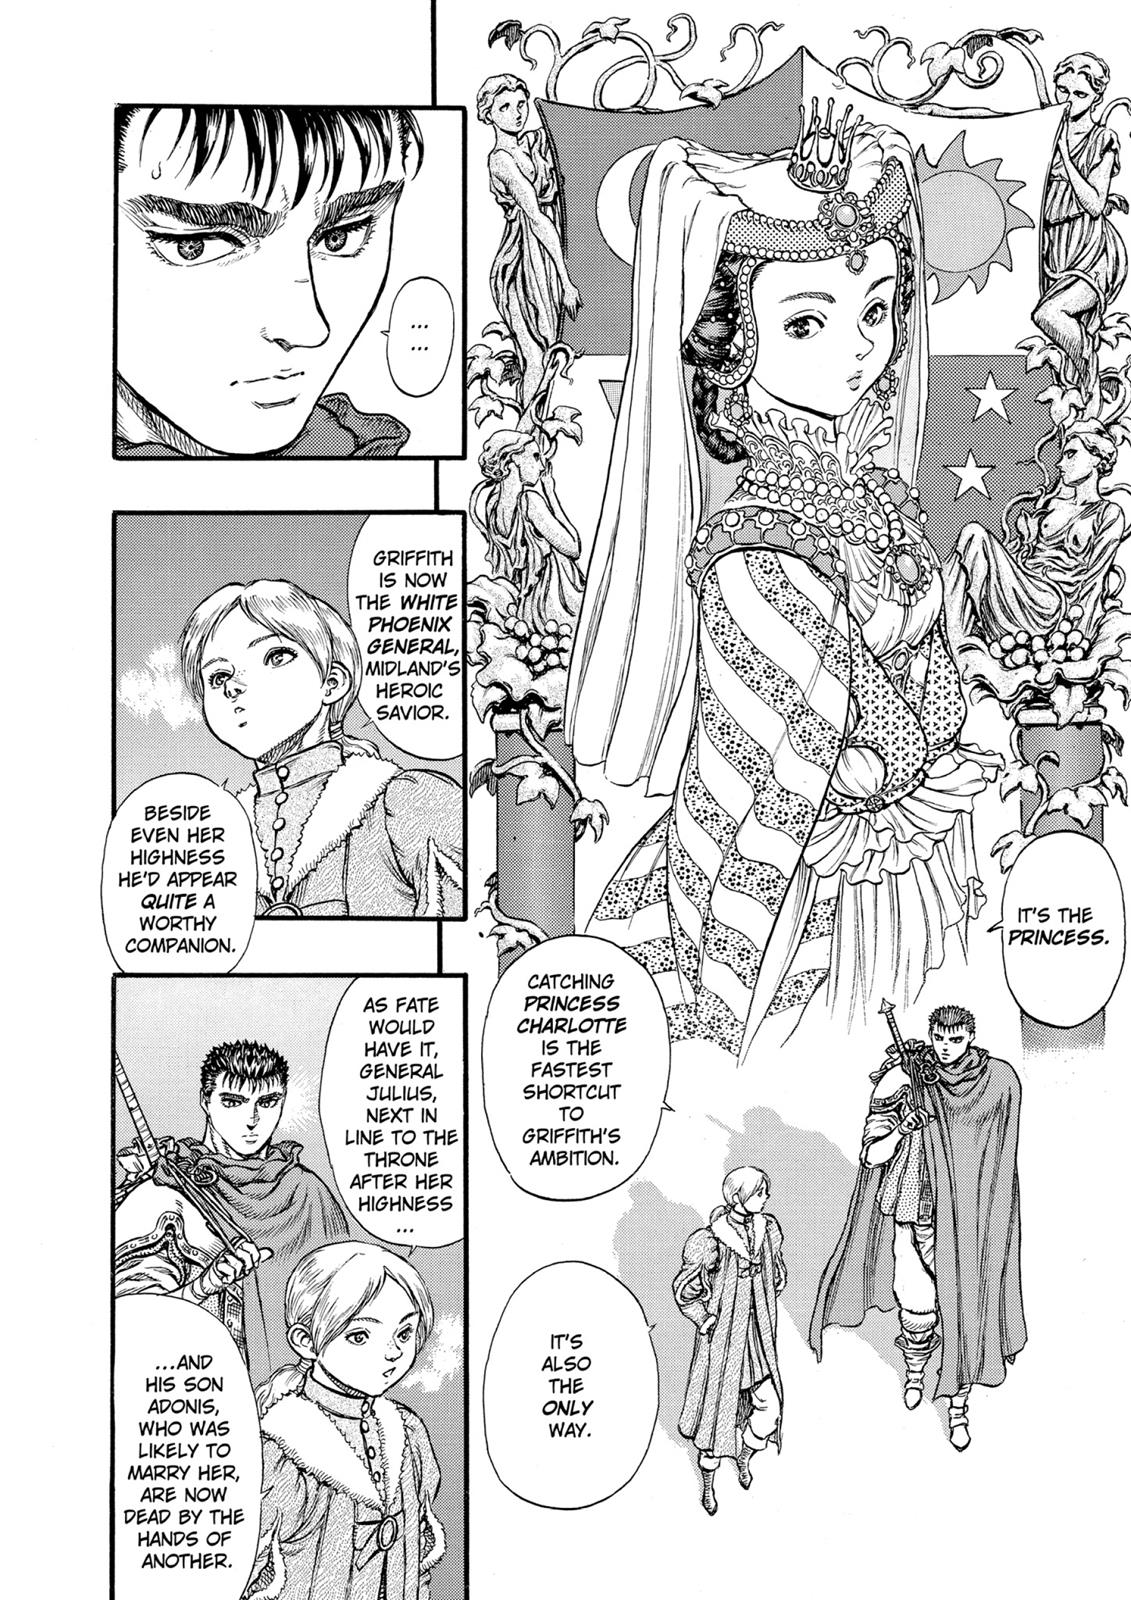 IT'S THE
PRINCESS.
CATCHING
PRINCESS
CHARLOTTE
IS THE
FASTEST
SHORTCUT
TO
GRIFFITH'S
AMBITION.
IT'S
ALSO
THE
ONLY
WAY.
...
...
GRIFFITH
IS NOW
THE WHITE
PHOENIX
GENERAL,
MIDLAND'S
HEROIC
SAVIOR.
BESIDE
EVEN HER
HIGHNESS
HE'D APPEAR
QUITE A
WORTHY
COMPANION.
AS FATE
WOULD
HAVE IT,
GENERAL
JULIUS,
NEXT IN
LINE TO THE
THRONE
AFTER HER
HIGHNESS
...
...AND
HIS SON
ADONIS,
WHO WAS
LIKELY TO
MARRY HER,
ARE NOW
DEAD BY THE
HANDS OF
ANOTHER.